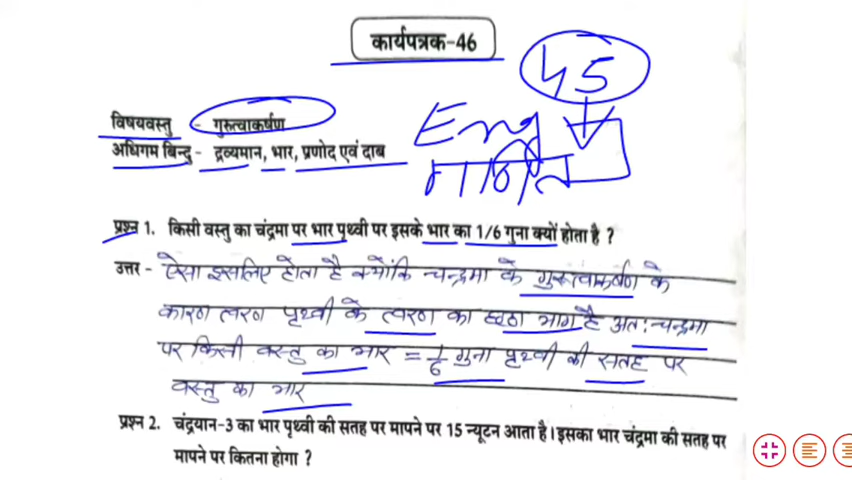 कार्यपत्रक-46
45
Eng
गणित
विषयवस्तु - गुरुत्वाकर्षण
अधिगम बिन्दु - द्रव्यमान, भार, प्रणोद एवं दाब
प्रश्न 1. किसी वस्तु का चंद्रमा पर भार पृथ्वी पर इसके भार का 1/6 गुना क्यों होता है ?
उत्तर - ऐसा इसलिए होता है क्योंकि चन्द्रमा के गुरुत्वाकर्षण के
कारण त्वरण पृथ्वी के त्वरण का छठा भाग है अतः चन्द्रमा
पर किसी वस्तु का भार = 1/6 गुना पृथ्वी की सतह पर
वस्तु का भार
प्रश्न 2. चंद्रयान-3 का भार पृथ्वी की सतह पर मापने पर 15 न्यूटन आता है। इसका भार चंद्रमा की सतह पर
मापने पर कितना होगा ?